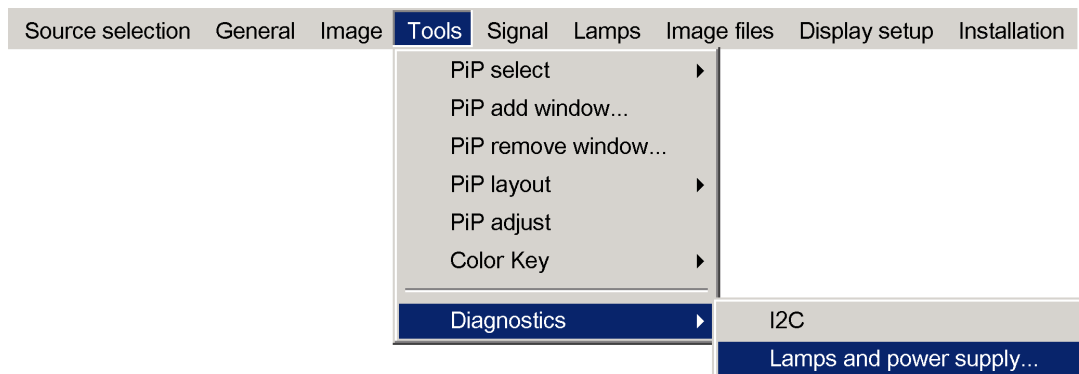 Source selection General Image Tools Signal Lamps Image files Display setup Installation
PiP select
PiP add window...
PiP remove window...
PiP layout
PiP adjust
Color Key
Diagnostics
I2C
Lamps and power supply...